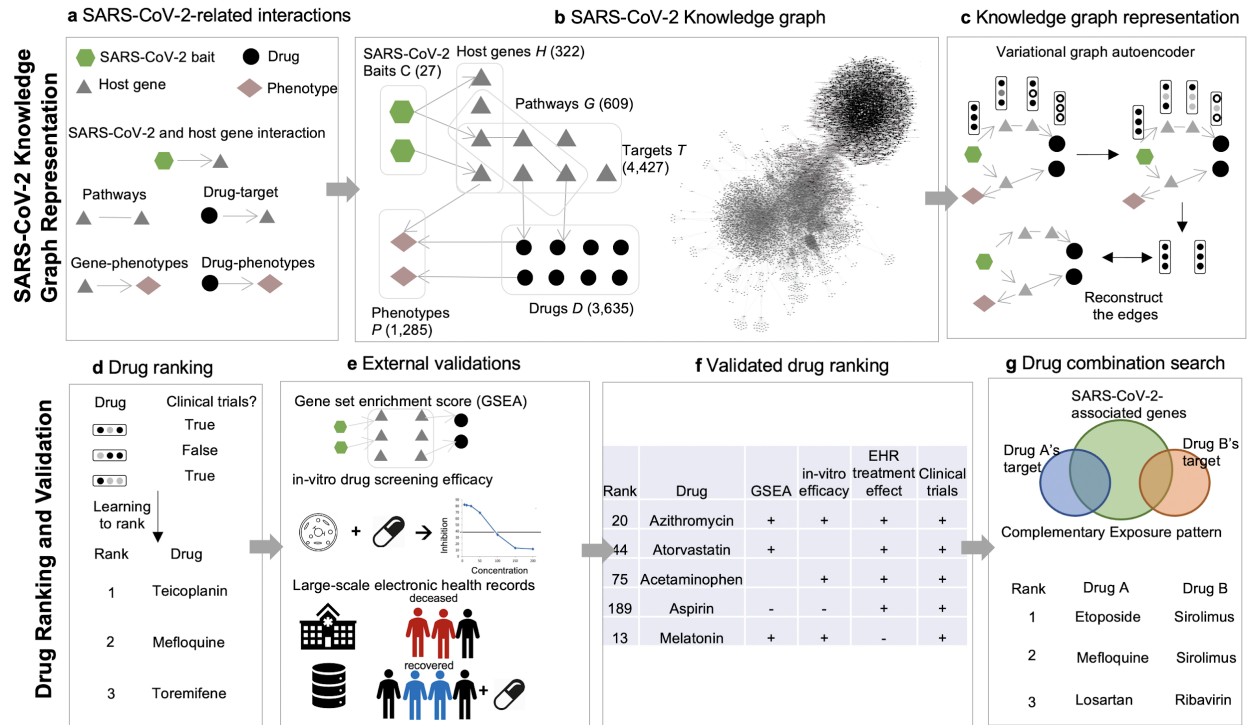 SARS-CoV-2 Knowledge
Graph Representation
a SARS-CoV-2-related interactions
SARS-CoV-2 bait
Drug
Host gene
Phenotype
SARS-CoV-2 and host gene interaction
Pathways
Drug-target
Gene-phenotypes
Drug-phenotypes
b SARS-CoV-2 Knowledge graph
SARS-CoV-2
Baits C (27)
Host genes H (322)
Pathways G (609)
Targets T
(4,427)
Drugs D (3,635)
Phenotypes
P (1,285)
c Knowledge graph representation
Variational graph autoencoder
Reconstruct
the edges
Drug Ranking and Validation
d Drug ranking
Drug Clinical trials?
True
False
True
Learning
to rank
Rank Drug
1 Teicoplanin
2 Mefloquine
3 Toremifene
e External validations
Gene set enrichment score (GSEA)
in-vitro drug screening efficacy
+
Inhibition
Concentration
Large-scale electronic health records
deceased
recovered
+
f Validated drug ranking
Rank Drug GSEA in-vitro efficacy EHR treatment effect Clinical trials
20 Azithromycin + + + +
44 Atorvastatin + + +
75 Acetaminophen + + +
189 Aspirin - - + +
13 Melatonin + + - +
g Drug combination search
SARS-CoV-2-
associated genes
Drug A's
target
Drug B's
target
Complementary Exposure pattern
Rank Drug A Drug B
1 Etoposide Sirolimus
2 Mefloquine Sirolimus
3 Losartan Ribavirin